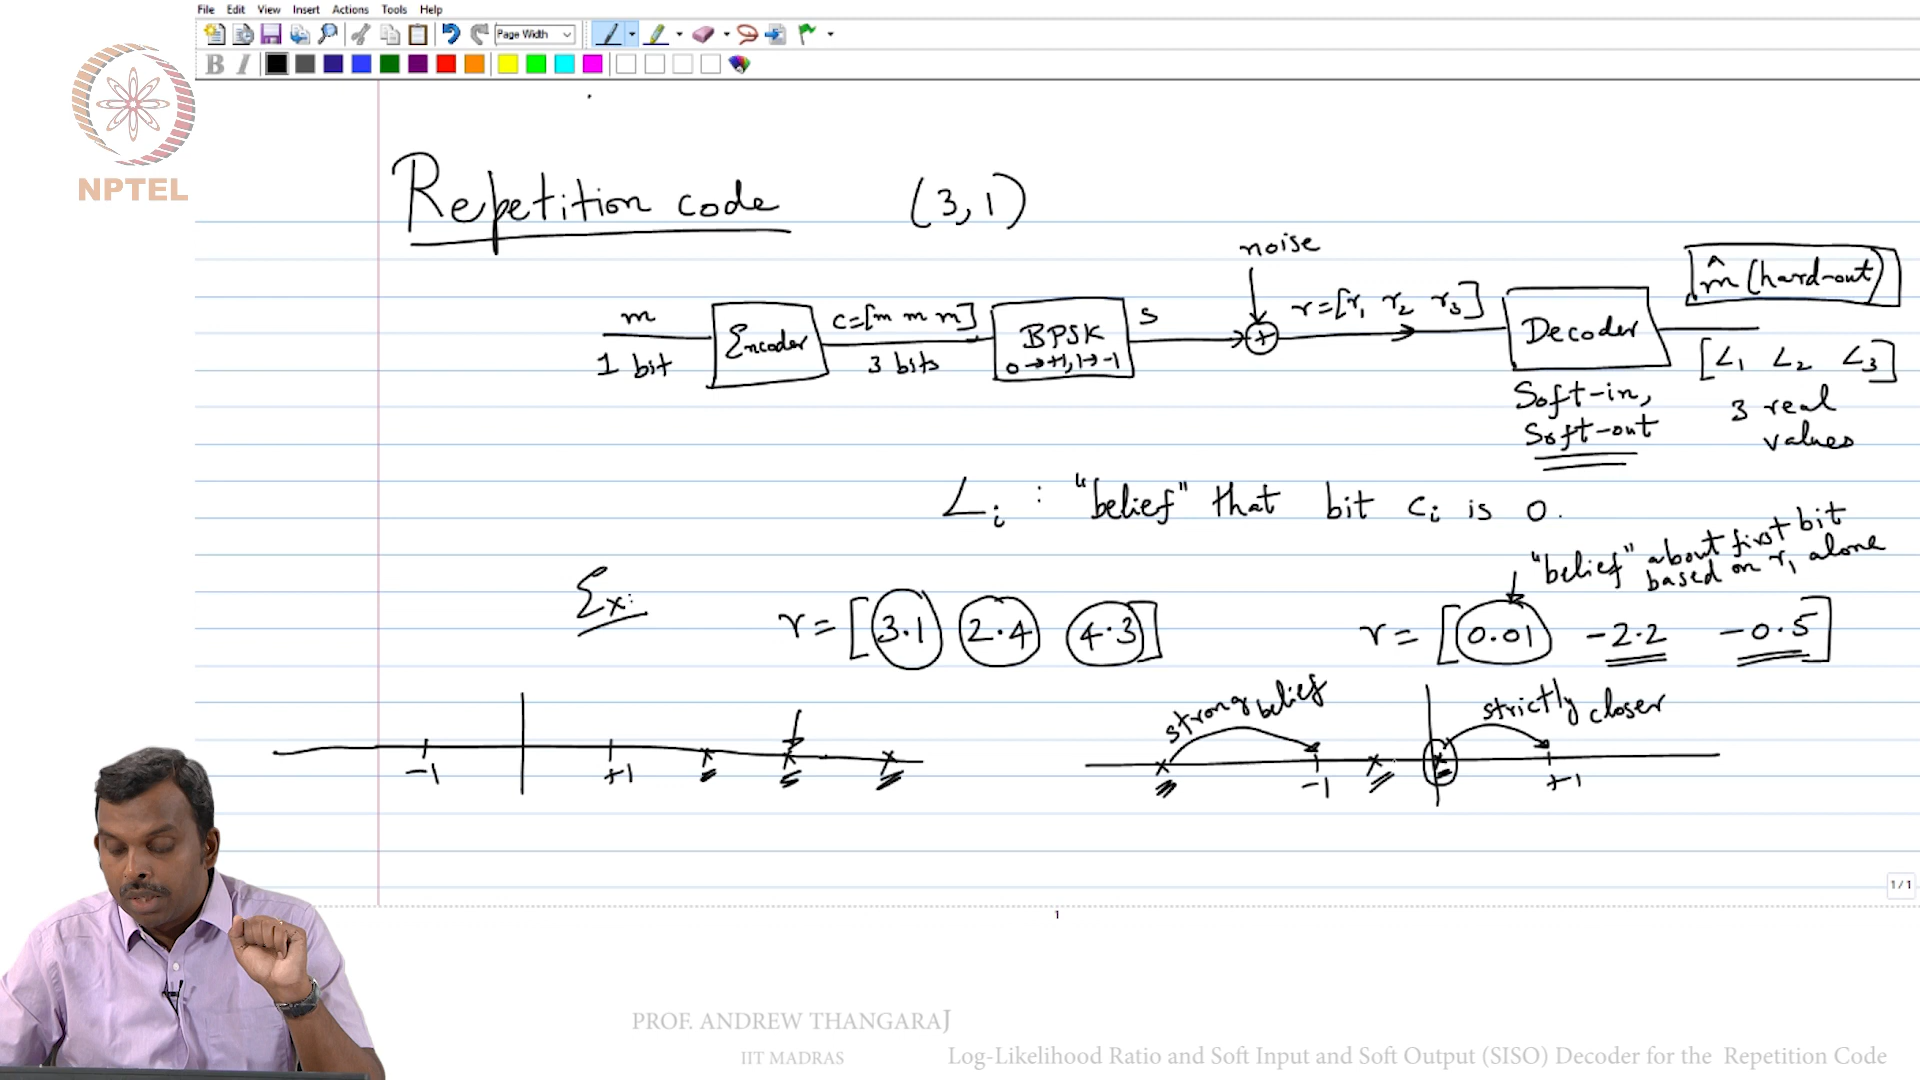 File Edit View Insert Actions Tools Help
Page Width
B I
NPTEL
Repetition code (3,1)
noise
m
1 bit
Encoder
c=[m m m]
3 bits
BPSK
0→+1, 1→-1
S
+
r=[r1 r2 r3]
Decoder
Soft-in,
Soft-out
m̂ (hard-out)
[L1 L2 L3]
3 real
values
Li : "belief" that bit ci is 0.
"belief" about first bit
based on r1 alone
Ex:
r = [3.1 2.4 4.3]
r = [0.01 -2.2 -0.5]
strong belief
strictly closer
-1 +1
-1 +1
1 / 1
1
PROF. ANDREW THANGARAJ
IIT MADRAS
Log-Likelihood Ratio and Soft Input and Soft Output (SISO) Decoder for the Repetition Code